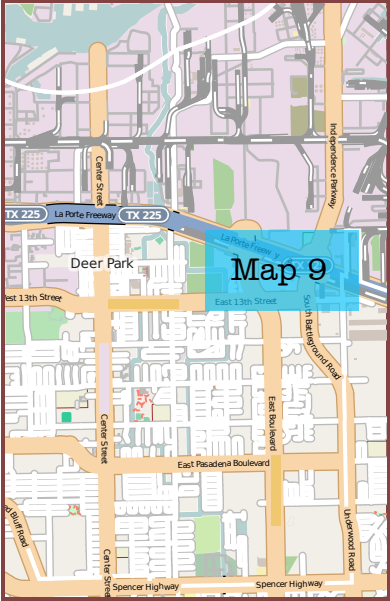 Independence Parkway
Center Street
TX 225
La Porte Freeway
TX 225
La Porte Freew y
Map 9
Deer Park
est 13th Street
East 13th Street
South Battleground Road
Center Street
East Boulevard
East Pasadena Boulevard
d Bluff Road
Underwood Road
Center Street
Spencer Highway
Spencer Highway